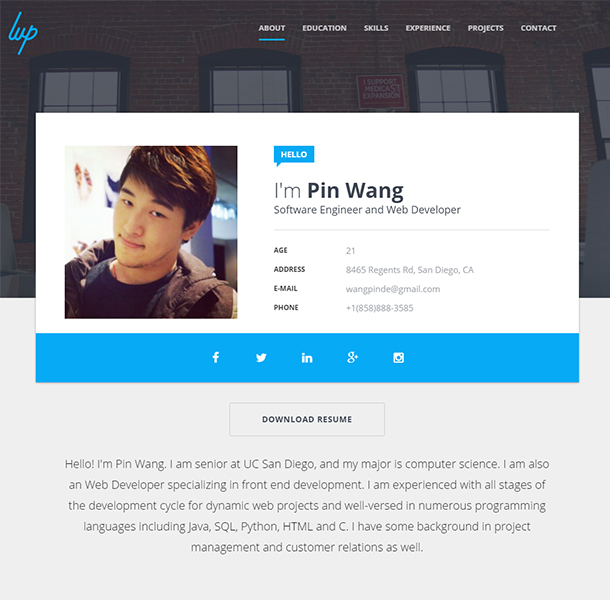 lwp
ABOUT EDUCATION SKILLS EXPERIENCE PROJECTS CONTACT
I SUPPORT
MEDICAST
EXPANSION
HELLO
I'm Pin Wang
Software Engineer and Web Developer
AGE 21
ADDRESS 8465 Regents Rd, San Diego, CA
E-MAIL wangpinde@gmail.com
PHONE +1(858)888-3585
DOWNLOAD RESUME
Hello! I'm Pin Wang. I am senior at UC San Diego, and my major is computer science. I am also
an Web Developer specializing in front end development. I am experienced with all stages of
the development cycle for dynamic web projects and well-versed in numerous programming
languages including Java, SQL, Python, HTML and C. I have some background in project
management and customer relations as well.